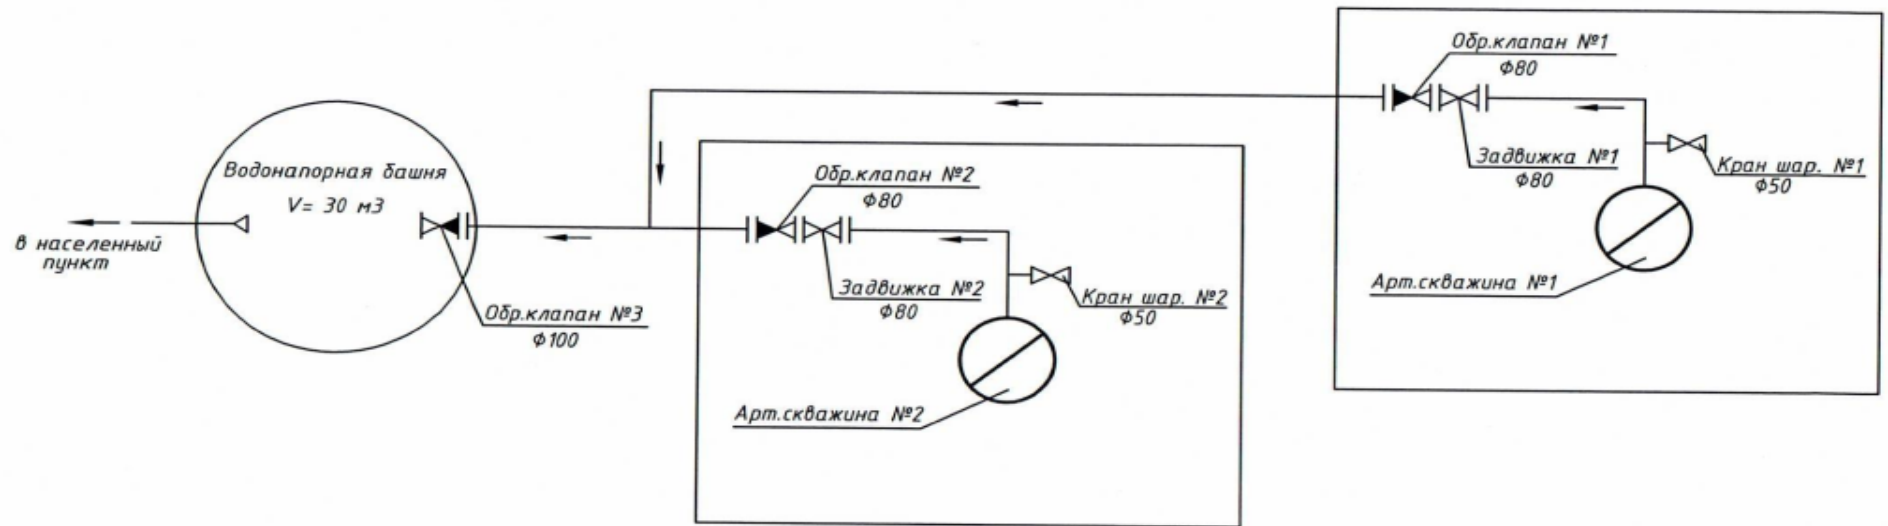 Обр.клапан №1
Ф80
Задвижка №1
Ф80
Кран шар. №1
Ф50
Арт.скважина №1
Водонапорная башня
V= 30 м3
в населенный
пункт
Обр.клапан №3
Ф100
Обр.клапан №2
Ф80
Задвижка №2
Ф80
Кран шар. №2
Ф50
Арт.скважина №2